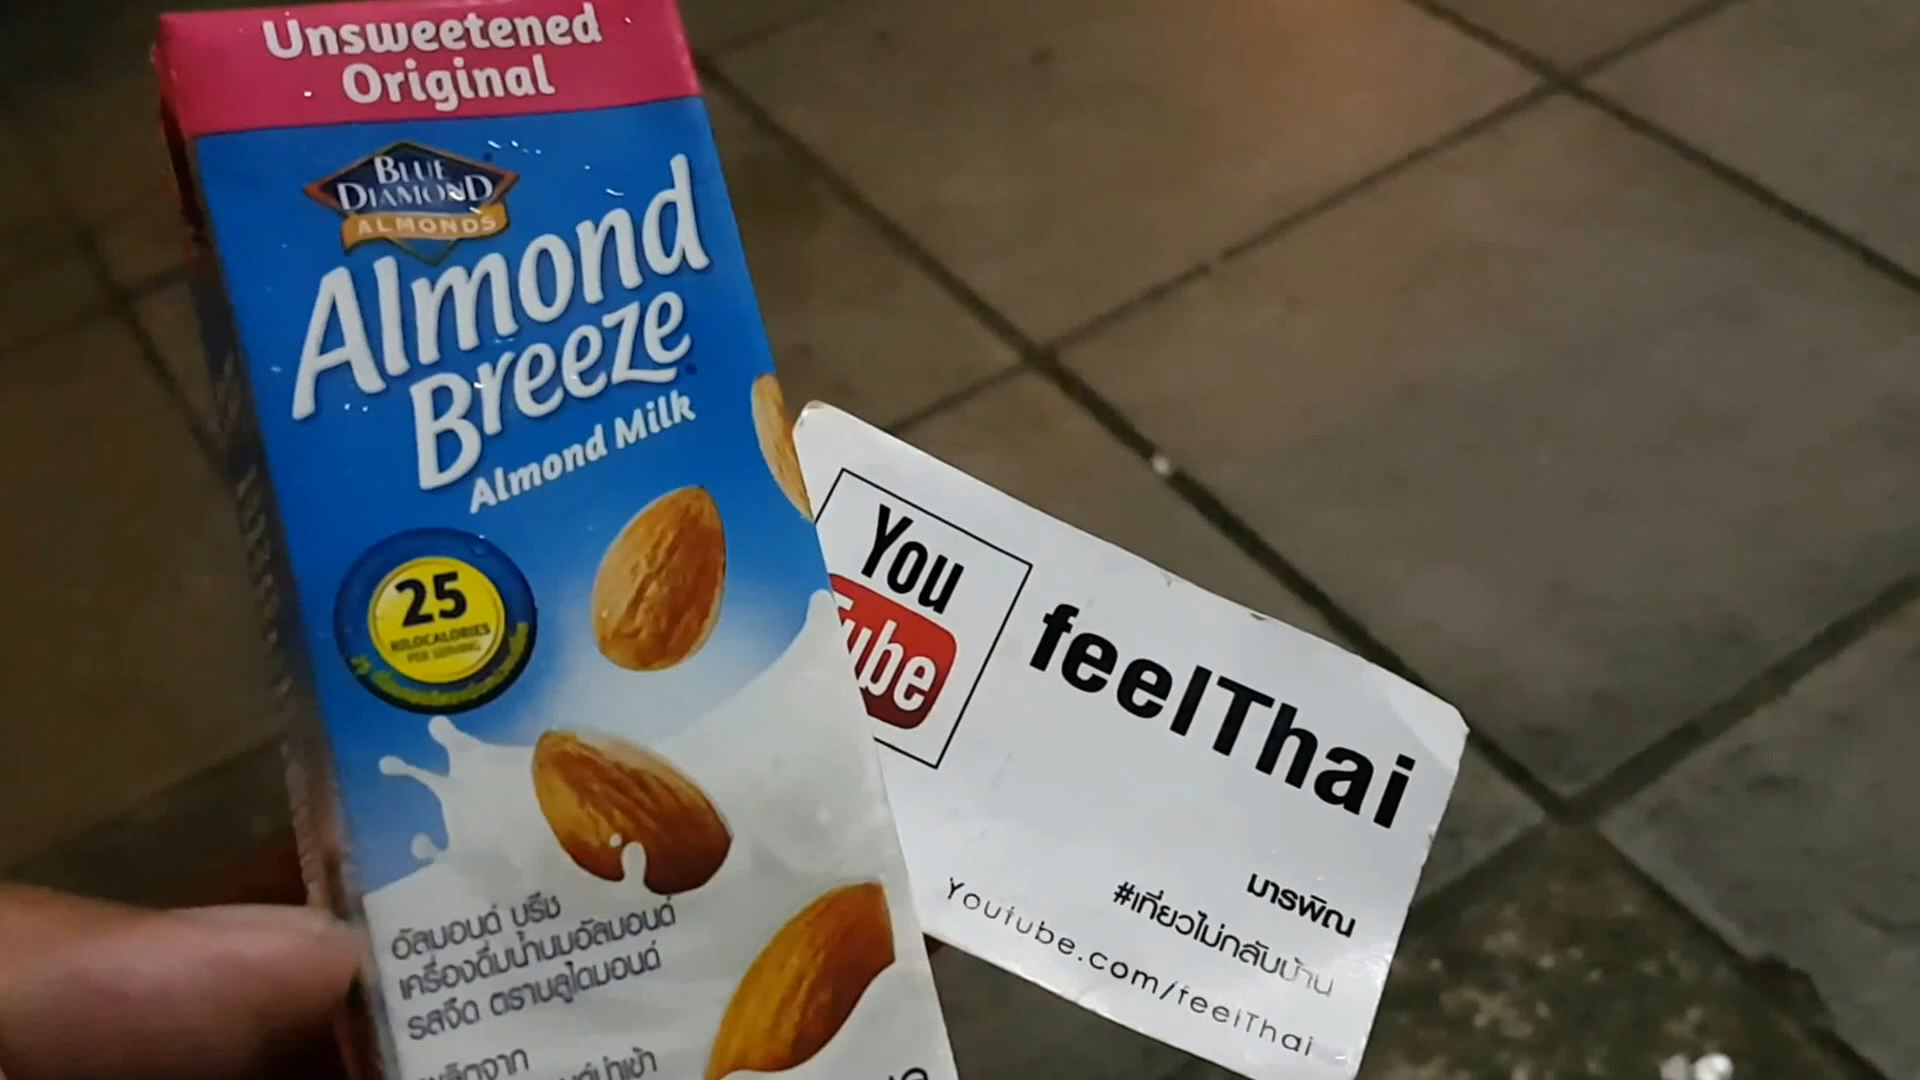 Unsweetened
Original
BLUE
DIAMOND
ALMONDS
Almond
Breeze
Almond Milk
25
KILOCALORIES
PER SERVING
อัลมอนด์ บรีซ
เครื่องดื่มน้ำนมอัลมอนด์
รสจืด ตราบลูไดมอนด์
You
Tube
feelThai
มารพิณ
#เที่ยวไม่กลับบ้าน
Youtube.com/feelThai